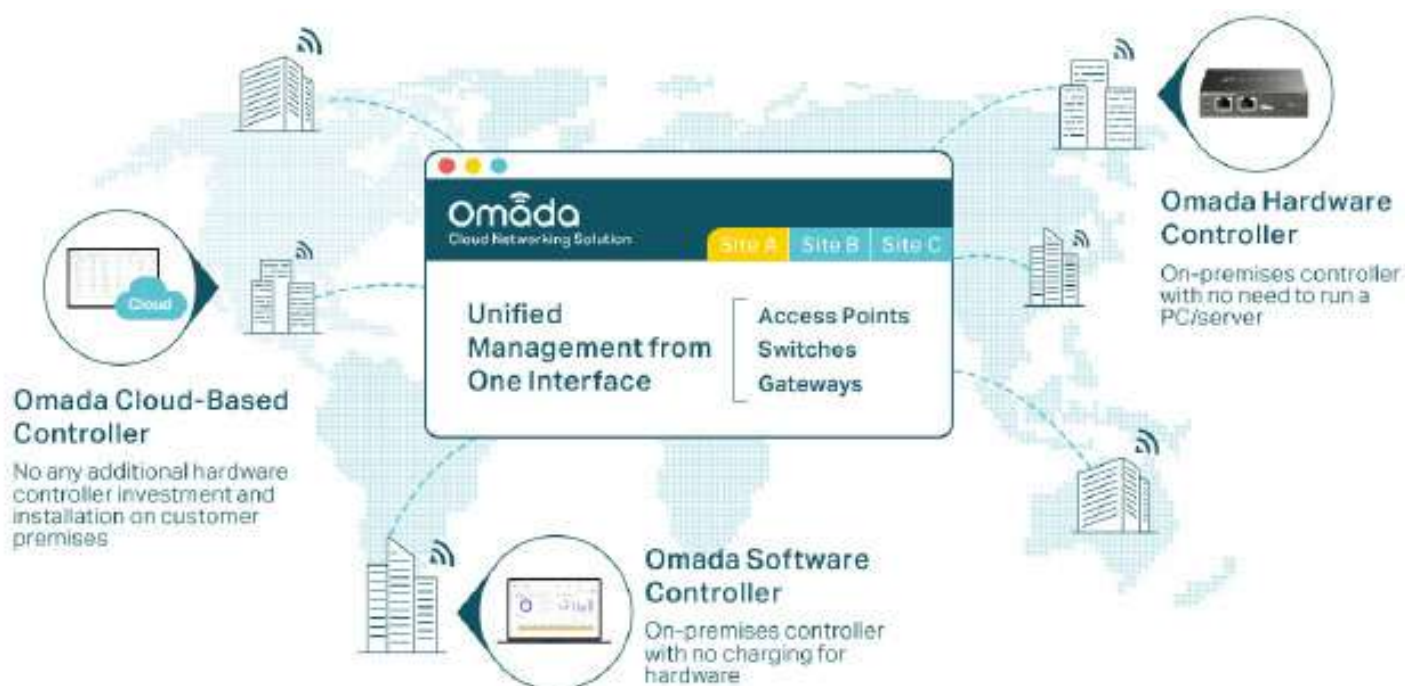 Omada
Cloud Networking Solution
Site A
Site B
Site C
Unified
Management from
One Interface
Access Points
Switches
Gateways
Omada Hardware
Controller
On-premises controller
with no need to run a
PC/server
Cloud
Omada Cloud-Based
Controller
No any additional hardware
controller investment and
installation on customer
premises
Omada Software
Controller
On-premises controller
with no charging for
hardware